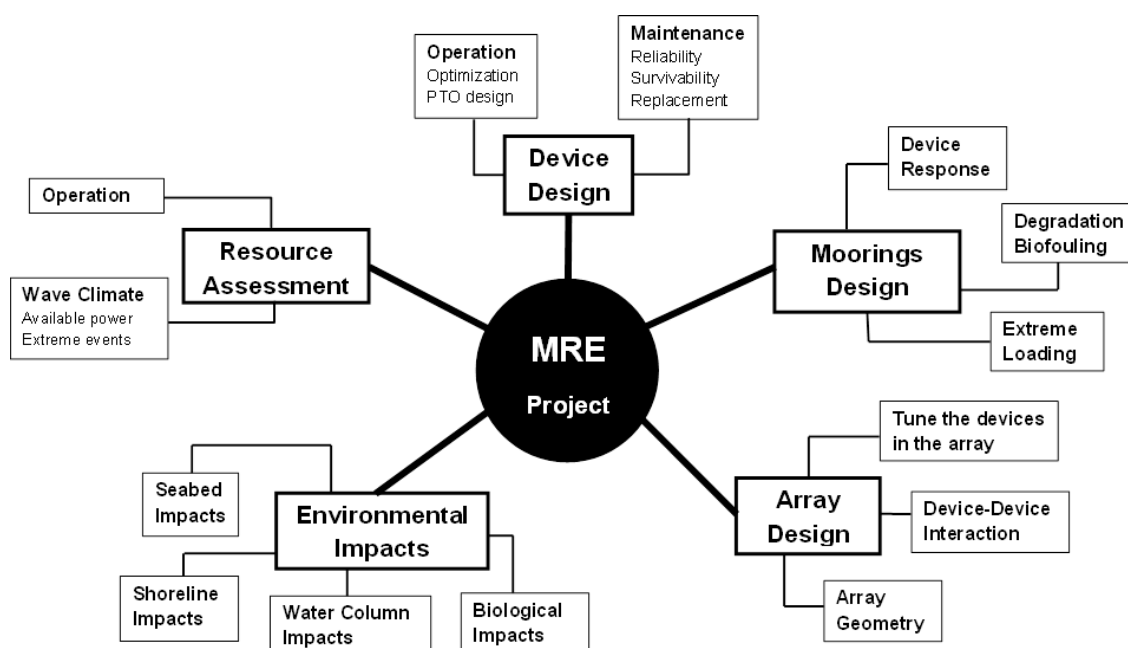 Operation
Optimization
PTO design
Maintenance
Reliability
Survivability
Replacement
Device
Design
Device
Response
Operation
Degradation
Biofouling
Resource
Assessment
Moorings
Design
Wave Climate
Available power
Extreme events
Extreme
Loading
MRE
Project
Tune the devices
in the array
Seabed
Impacts
Environmental
Impacts
Array
Design
Device-Device
Interaction
Shoreline
Impacts
Water Column
Impacts
Biological
Impacts
Array
Geometry